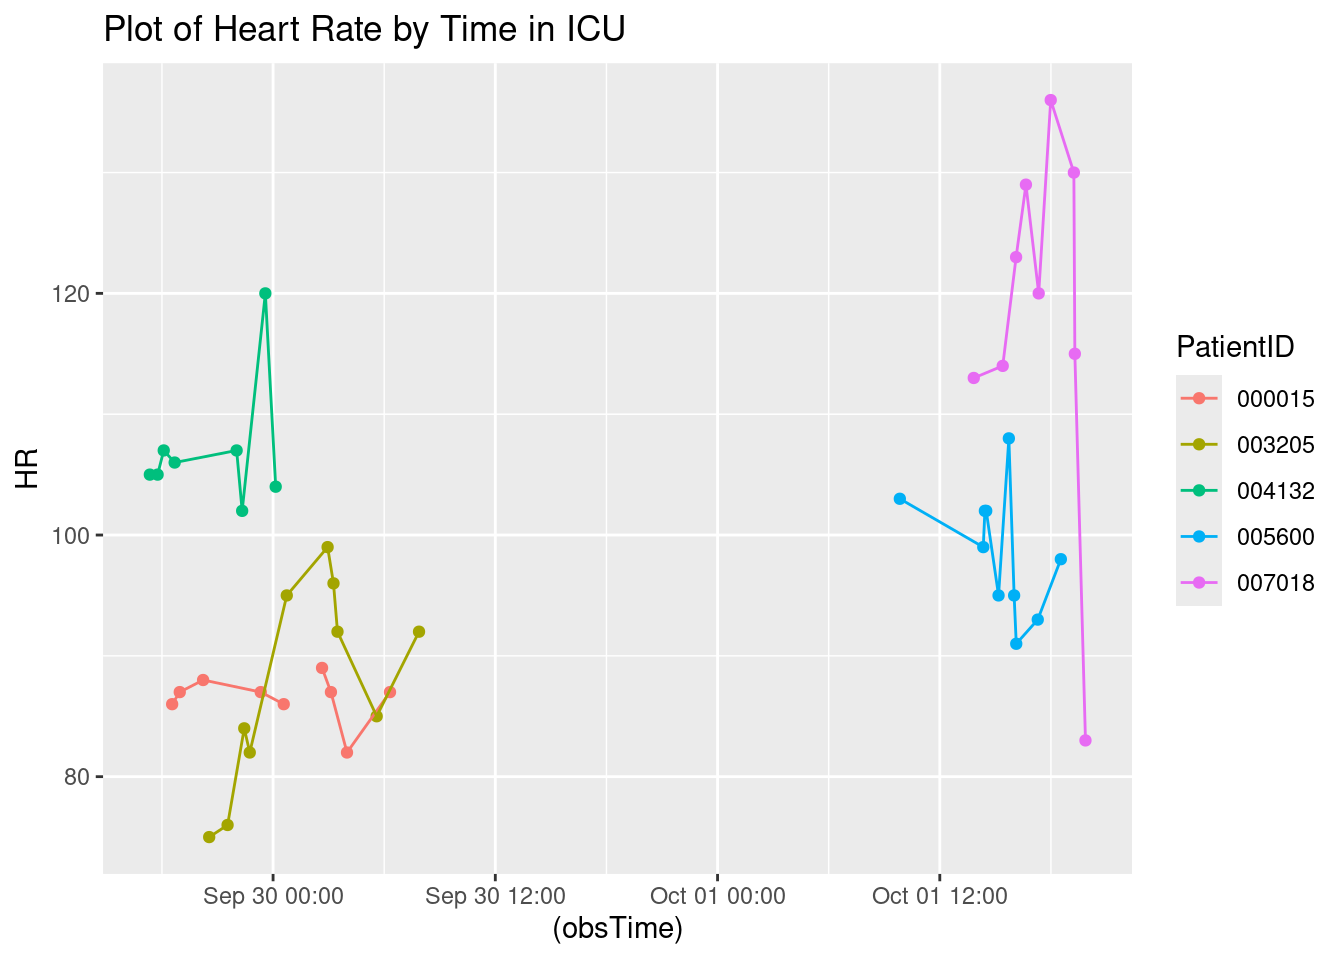 Plot of Heart Rate by Time in ICU
HR
120
100
80
Sep 30 00:00
Sep 30 12:00
Oct 01 00:00
Oct 01 12:00
(obsTime)
PatientID
000015
003205
004132
005600
007018